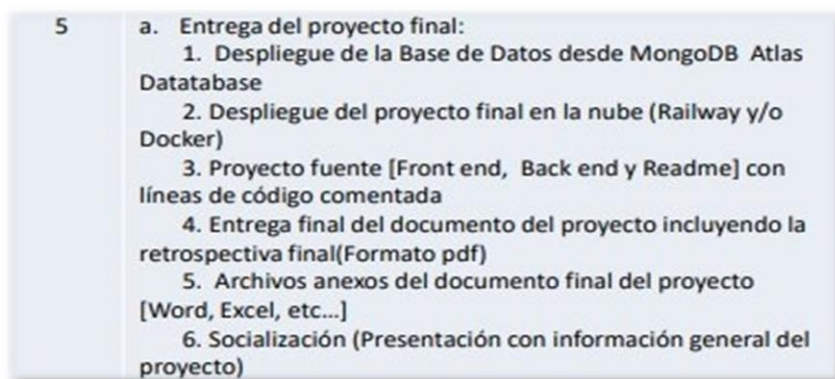 5 a. Entrega del proyecto final:
1. Despliegue de la Base de Datos desde MongoDB Atlas
Datatabase
2. Despliegue del proyecto final en la nube (Railway y/o
Docker)
3. Proyecto fuente [Front end, Back end y Readme] con
líneas de código comentada
4. Entrega final del documento del proyecto incluyendo la
retrospectiva final(Formato pdf)
5. Archivos anexos del documento final del proyecto
[Word, Excel, etc...]
6. Socialización (Presentación con información general del
proyecto)